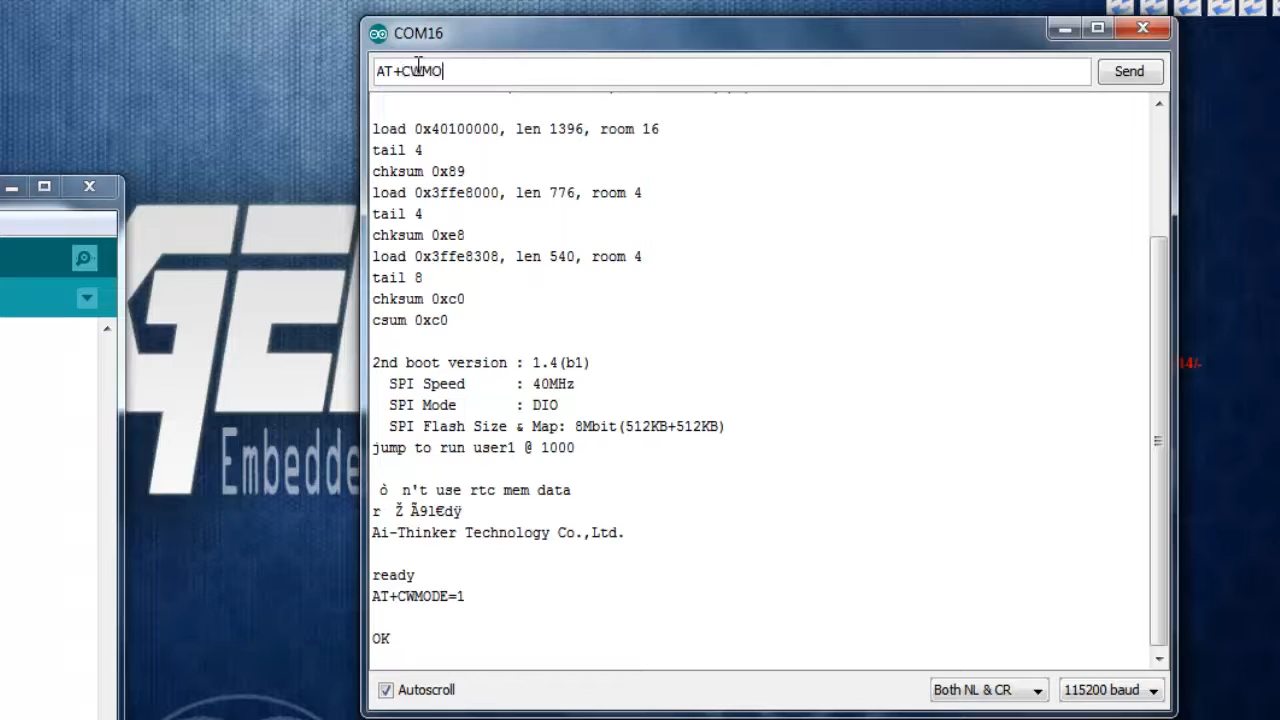 COM16
AT+CWMO
Send
load 0x40100000, len 1396, room 16
tail 4
chksum 0x89
load 0x3ffe8000, len 776, room 4
tail 4
chksum 0xe8
load 0x3ffe8308, len 540, room 4
tail 8
chksum 0xc0
csum 0xc0
2nd boot version : 1.4(b1)
SPI Speed : 40MHz
SPI Mode : DIO
SPI Flash Size & Map: 8Mbit(512KB+512KB)
jump to run user1 @ 1000
ò n't use rtc mem data
r Ž Ã9l€dÿ
Ai-Thinker Technology Co.,Ltd.
ready
AT+CWMODE=1
OK
Autoscroll
Both NL & CR
115200 baud
14/-